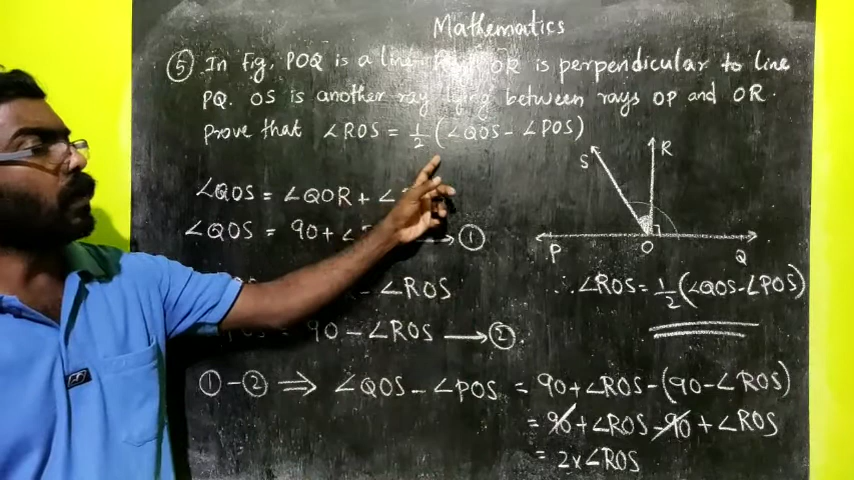 Mathematics
⑤ In Fig, POQ is a line. OR is perpendicular to line
PQ. OS is another ray lying between rays OP and OR.
Prove that ∠ROS = 1/2 (∠QOS - ∠POS)
S R
P O Q
∠QOS = ∠QOR + ∠
∠QOS = 90 + ∠ → ①
- ∠ROS
= 90 - ∠ROS → ②
∴ ∠ROS = 1/2 (∠QOS - ∠POS)
① - ② ⇒ ∠QOS - ∠POS = 90 + ∠ROS - (90 - ∠ROS)
= 90 + ∠ROS - 90 + ∠ROS
= 2 x ∠ROS